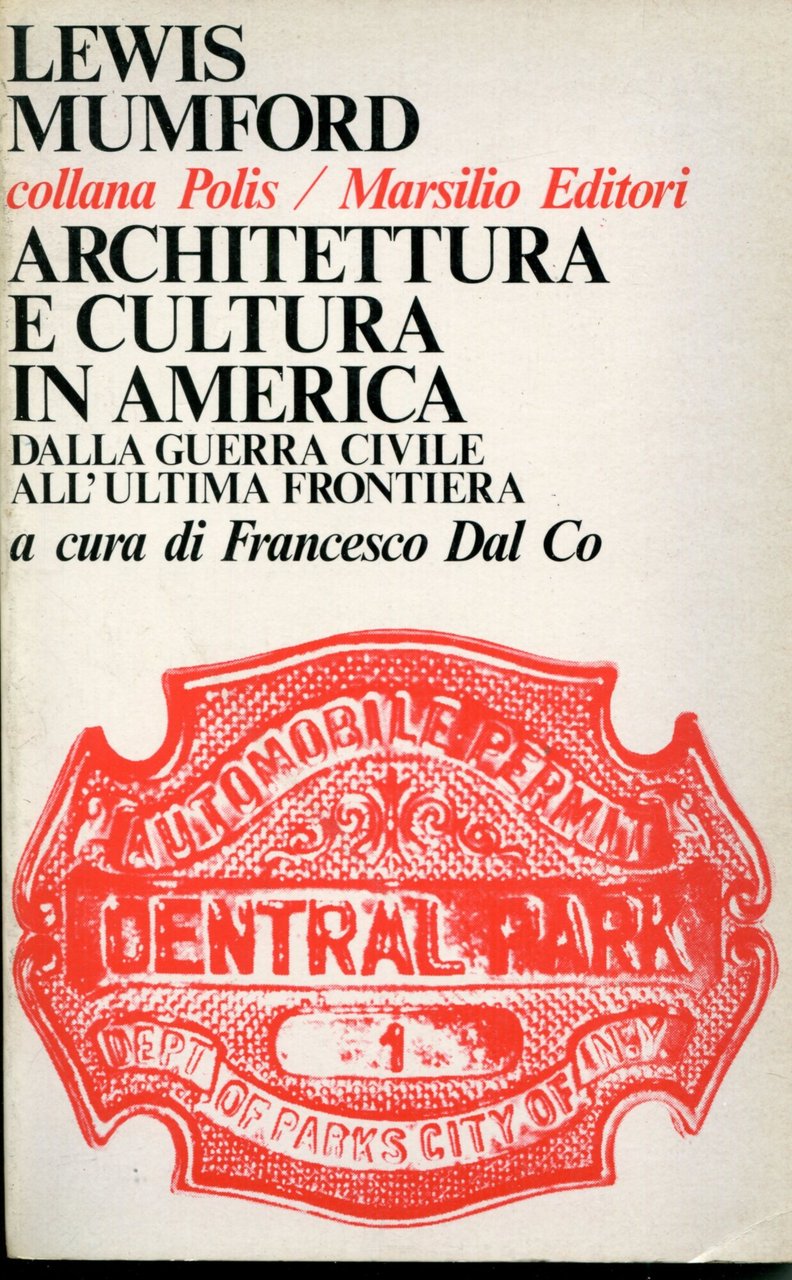 LEWIS
MUMFORD
collana Polis / Marsilio Editori
ARCHITETTURA
E CULTURA
IN AMERICA
DALLA GUERRA CIVILE
ALL'ULTIMA FRONTIERA
a cura di Francesco Dal Co
AUTOMOBILE PERMIT
CENTRAL PARK
1
DEPT OF PARKS CITY OF N.Y.